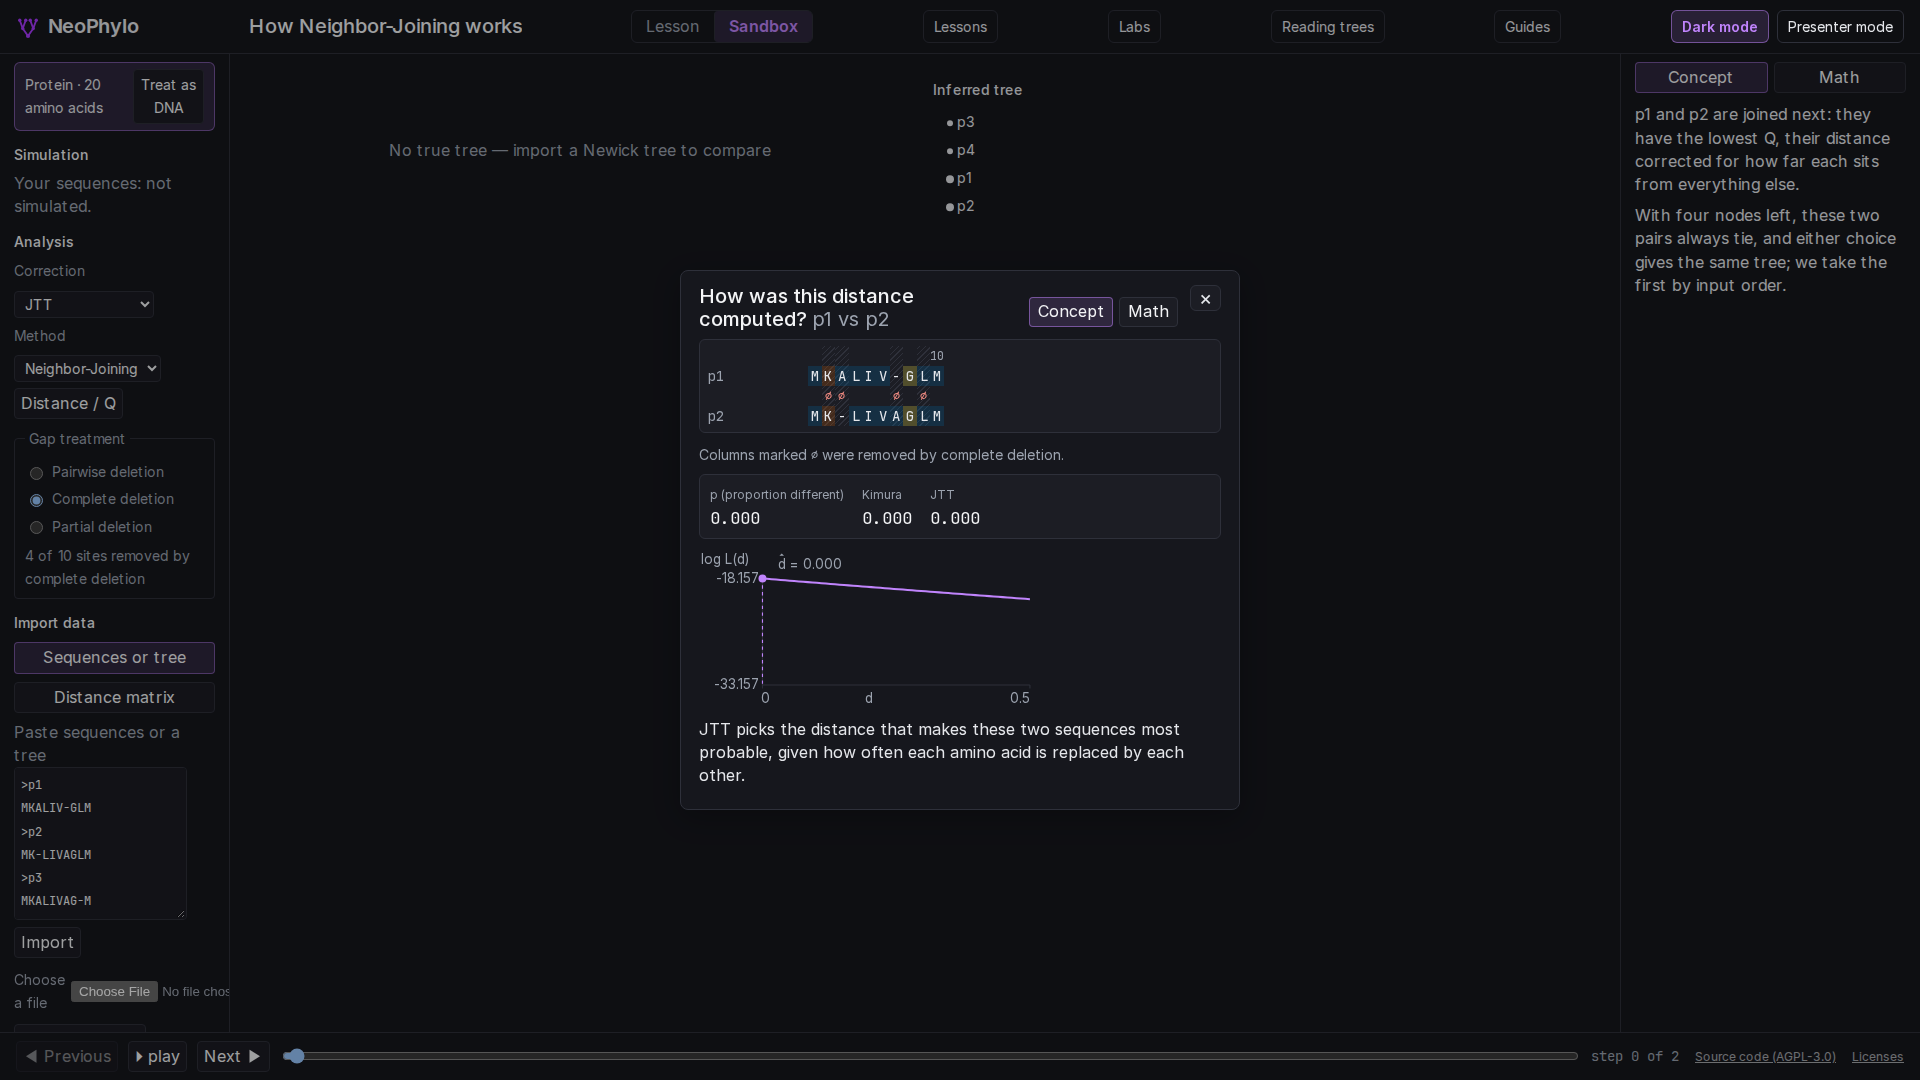 NeoPhylo
How Neighbor-Joining works
Lesson
Sandbox
Lessons
Labs
Reading trees
Guides
Dark mode
Presenter mode
Protein · 20
amino acids
Treat as
DNA
Simulation
Your sequences: not
simulated.
Analysis
Correction
JTT
Method
Neighbor-Joining
Distance / Q
Gap treatment
Pairwise deletion
Complete deletion
Partial deletion
4 of 10 sites removed by
complete deletion
Import data
Sequences or tree
Distance matrix
Paste sequences or a
tree
>p1
MKALIV-GLM
>p2
MK-LIVAGLM
>p3
MKALIVAG-M
Import
Choose
a file
Choose File
No file chos
No true tree — import a Newick tree to compare
Inferred tree
p3
p4
p1
p2
How was this distance
computed? p1 vs p2
Concept
Math
×
10
p1 MKALIV-GLM
ø ø ø ø
p2 MK-LIVAGLM
Columns marked ø were removed by complete deletion.
p (proportion different) Kimura JTT
0.000 0.000 0.000
log L(d)
d̂ = 0.000
-18.157
-33.157
0 d 0.5
JTT picks the distance that makes these two sequences most
probable, given how often each amino acid is replaced by each
other.
Concept
Math
p1 and p2 are joined next: they
have the lowest Q, their distance
corrected for how far each sits
from everything else.
With four nodes left, these two
pairs always tie, and either choice
gives the same tree; we take the
first by input order.
◀ Previous
play
Next ▶
step 0 of 2
Source code (AGPL-3.0)
Licenses